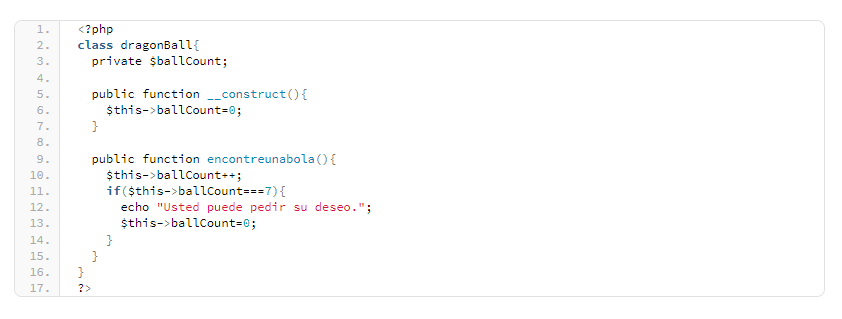 1. <?php
2. class dragonBall{
3.   private $ballCount;
4.
5.   public function __construct(){
6.     $this->ballCount=0;
7.   }
8.
9.   public function encontreunabola(){
10.     $this->ballCount++;
11.     if($this->ballCount===7){
12.       echo "Usted puede pedir su deseo.";
13.       $this->ballCount=0;
14.     }
15.   }
16. }
17. ?>